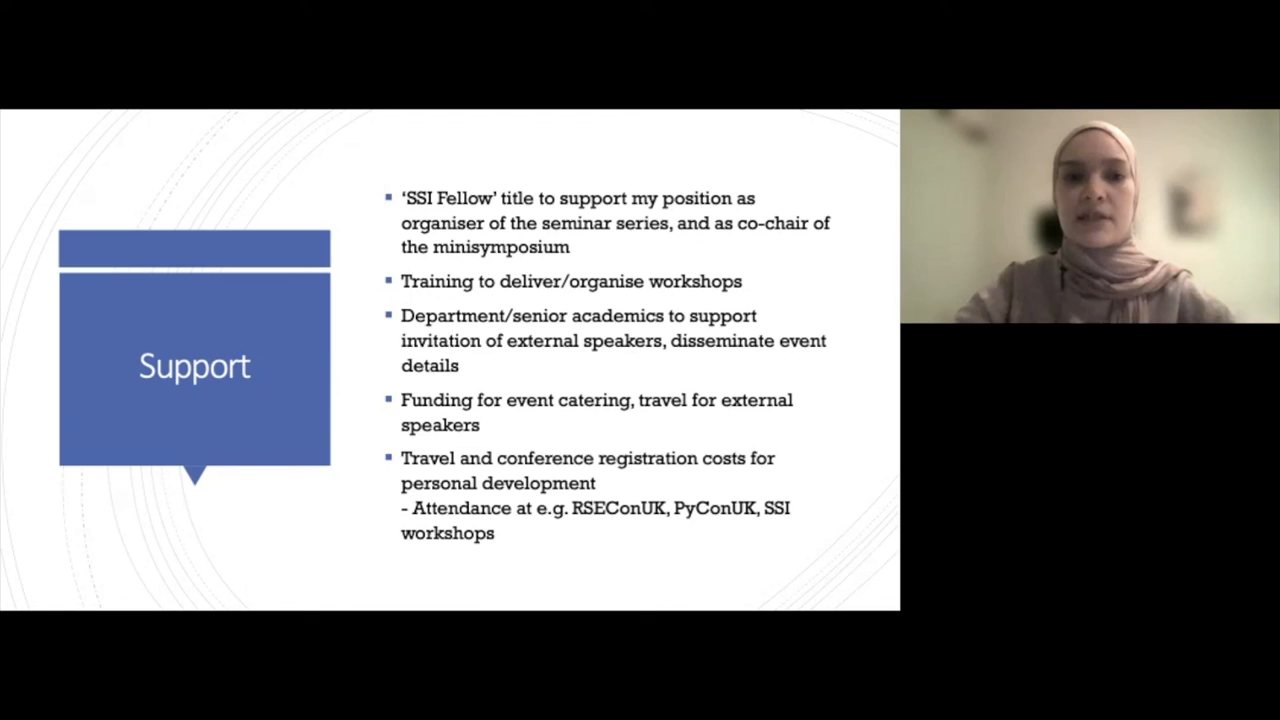 Support
‘SSI Fellow’ title to support my position as
organiser of the seminar series, and as co-chair of
the minisymposium
Training to deliver/organise workshops
Department/senior academics to support
invitation of external speakers, disseminate event
details
Funding for event catering, travel for external
speakers
Travel and conference registration costs for
personal development
- Attendance at e.g. RSEConUK, PyConUK, SSI
workshops